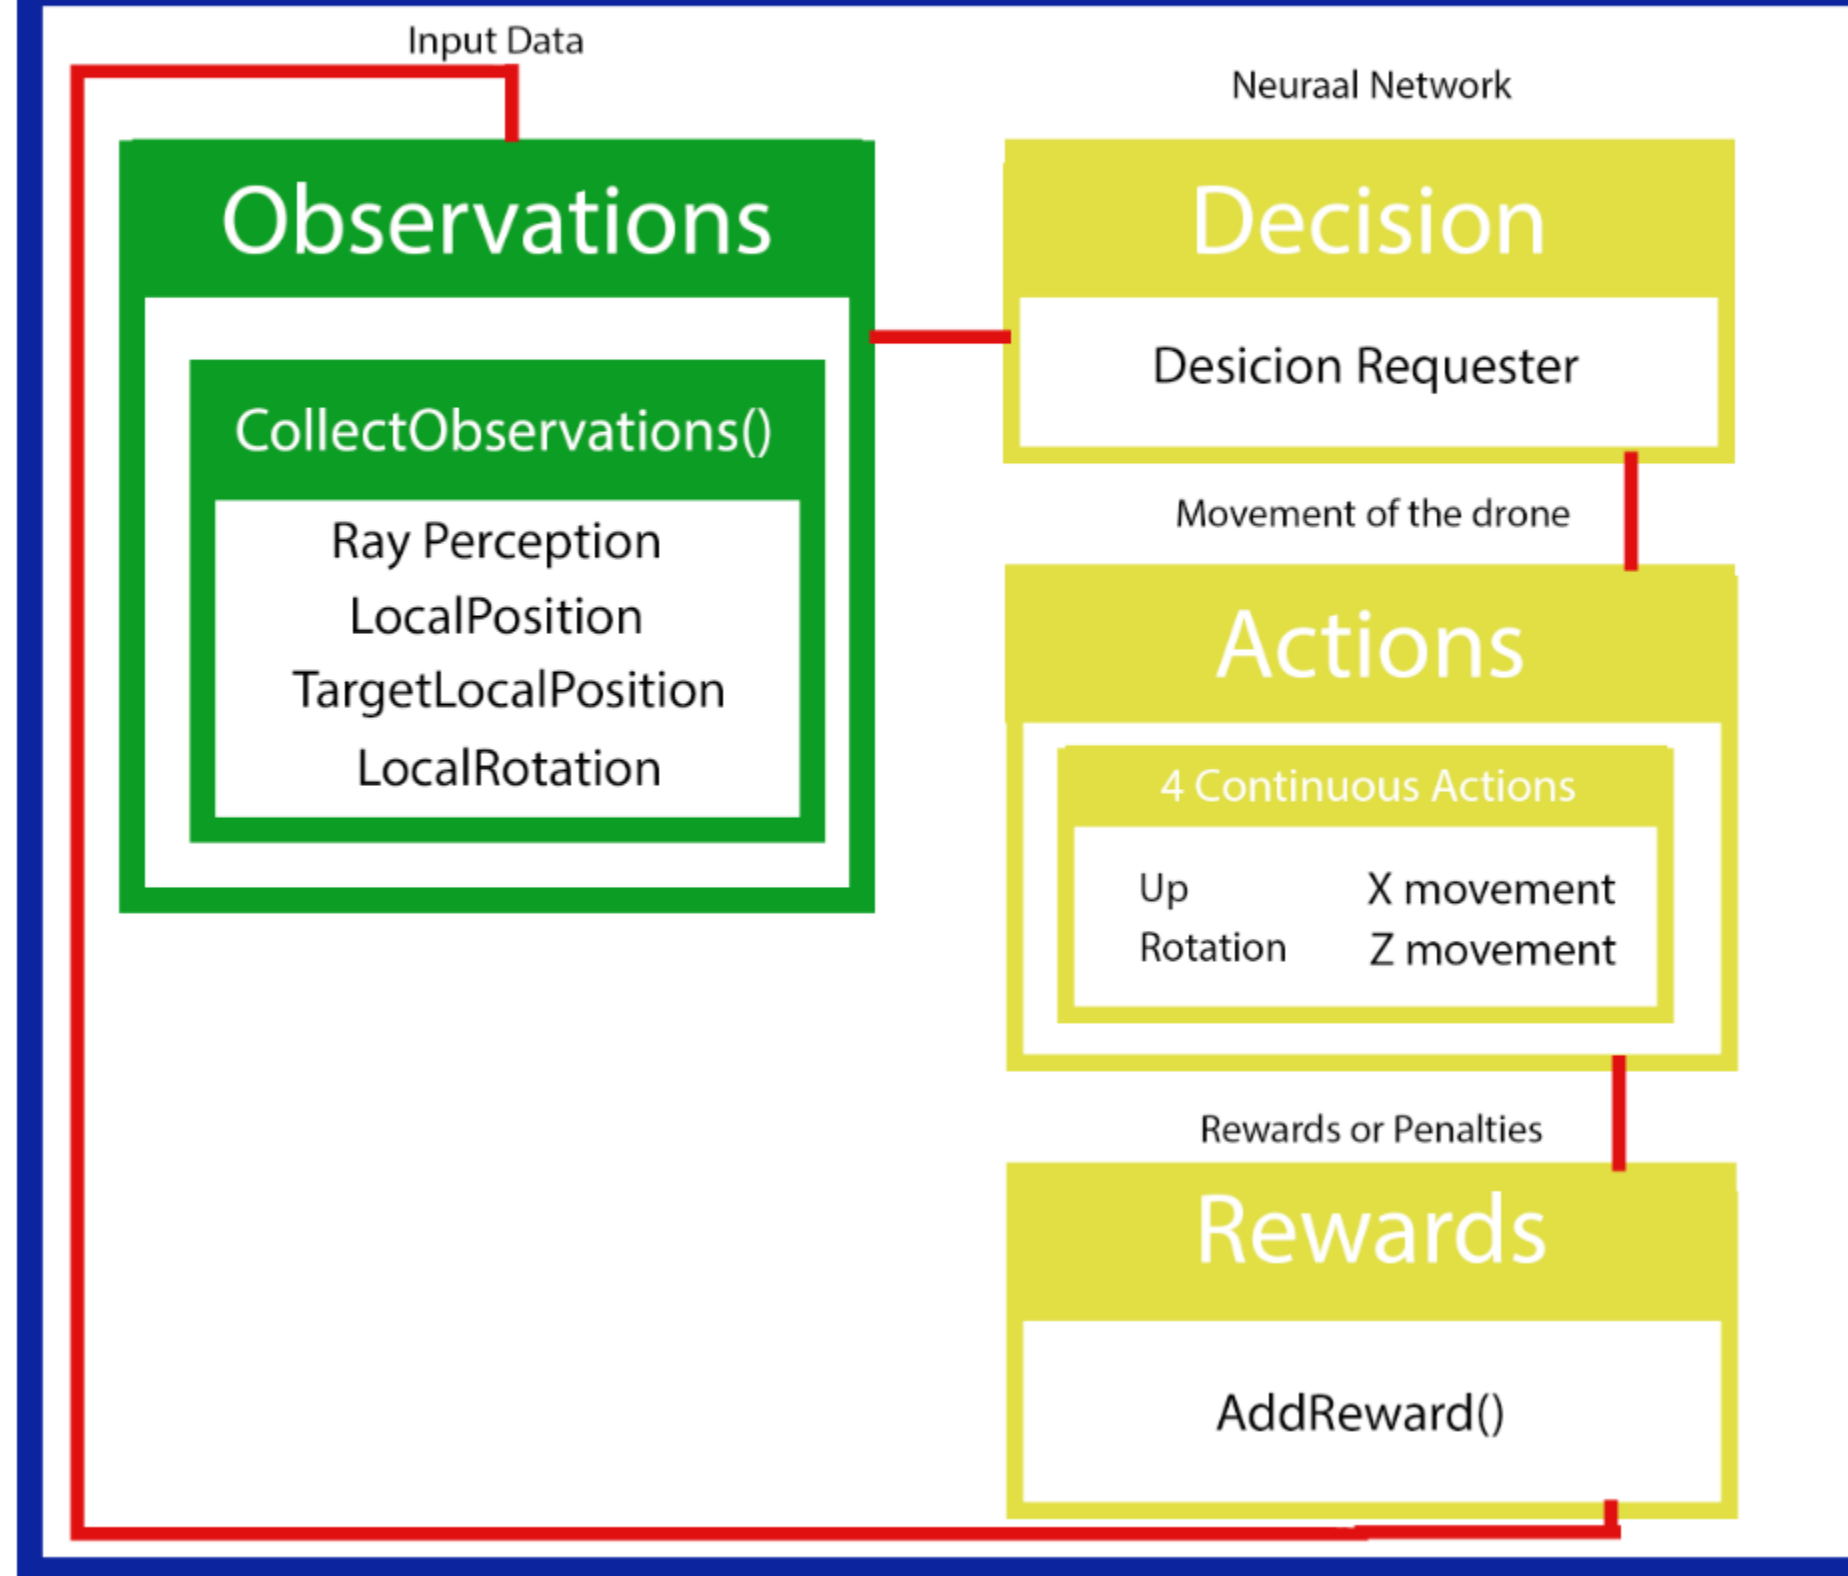 Input Data
Observations
CollectObservations()
Ray Perception
LocalPosition
TargetLocalPosition
LocalRotation
Neuraal Network
Decision
Desicion Requester
Movement of the drone
Actions
4 Continuous Actions
Up X movement
Rotation Z movement
Rewards or Penalties
Rewards
AddReward()